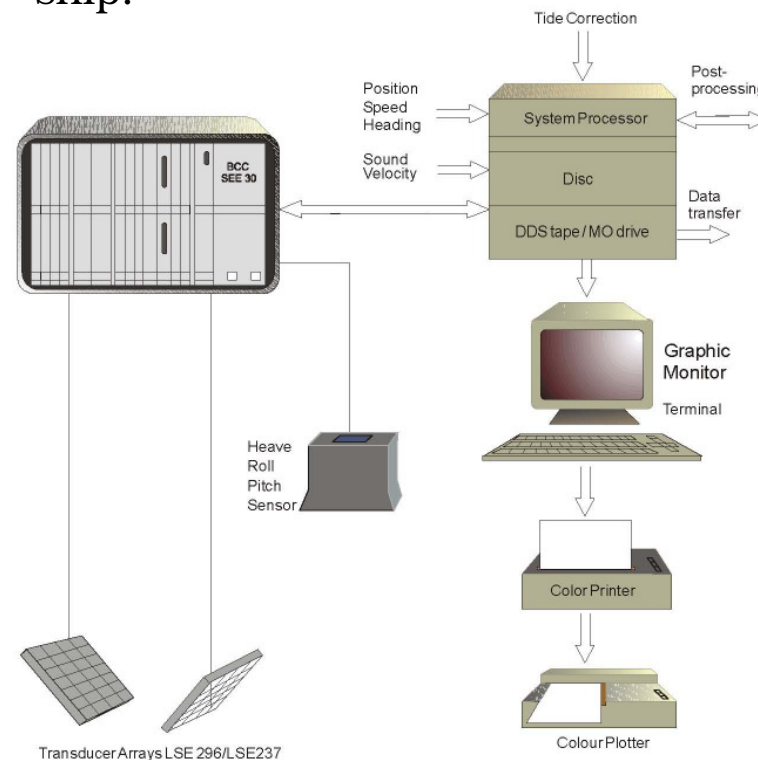 ship.
Tide Correction
Position
Speed
Heading
Post-
processing
System Processor
BCC
SEE 30
Sound
Velocity
Disc
Data
transfer
DDS tape / MO drive
Graphic
Monitor
Terminal
Heave
Roll
Pitch
Sensor
Color Printer
Transducer Arrays LSE 296/LSE237
Colour Plotter